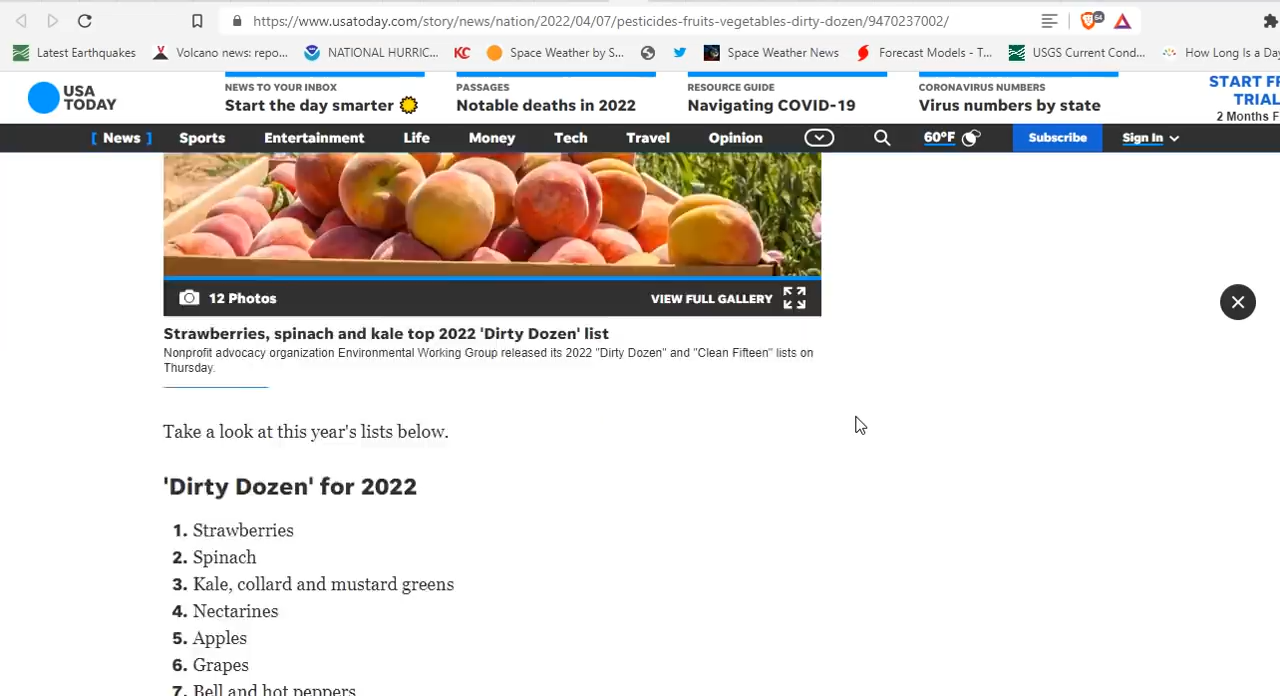 https://www.usatoday.com/story/news/nation/2022/04/07/pesticides-fruits-vegetables-dirty-dozen/9470237002/
64
Latest Earthquakes
Volcano news: repo...
NATIONAL HURRIC...
KC
Space Weather by S...
Space Weather News
Forecast Models - T...
USGS Current Cond...
How Long Is a Day
USA TODAY
NEWS TO YOUR INBOX
Start the day smarter
PASSAGES
Notable deaths in 2022
RESOURCE GUIDE
Navigating COVID-19
CORONAVIRUS NUMBERS
Virus numbers by state
START FR
TRIAL
2 Months F
[ News ]
Sports
Entertainment
Life
Money
Tech
Travel
Opinion
60°F
Subscribe
Sign In
12 Photos
VIEW FULL GALLERY
Strawberries, spinach and kale top 2022 'Dirty Dozen' list
Nonprofit advocacy organization Environmental Working Group released its 2022 "Dirty Dozen" and "Clean Fifteen" lists on
Thursday.
Take a look at this year's lists below.
'Dirty Dozen' for 2022
1. Strawberries
2. Spinach
3. Kale, collard and mustard greens
4. Nectarines
5. Apples
6. Grapes
7. Bell and hot peppers